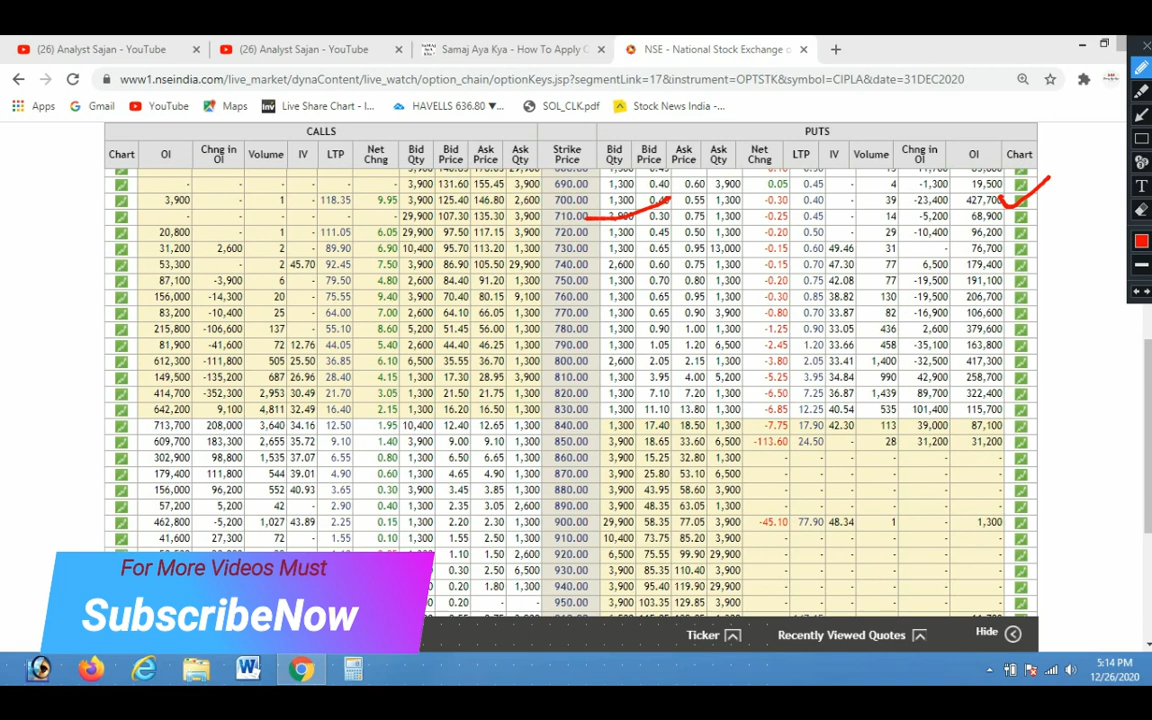 (26) Analyst Sajan - YouTube × (26) Analyst Sajan - YouTube × Samaj Aya Kya - How To Apply C × NSE - National Stock Exchange o × +
www1.nseindia.com/live_market/dynaContent/live_watch/option_chain/optionKeys.jsp?segmentLink=17&instrument=OPTSTK&symbol=CIPLA&date=31DEC2020
Apps Gmail YouTube Maps Live Share Chart - I... HAVELLS 636.80 ▼... SOL_CLK.pdf Stock News India -...
CALLS PUTS
Chart OI Chng in OI Volume IV LTP Net Chng Bid Qty Bid Price Ask Price Ask Qty Strike Price Bid Qty Bid Price Ask Price Ask Qty Net Chng LTP IV Volume Chng in OI OI Chart
- - - - - - 3,900 131.60 155.45 3,900 690.00 1,300 0.40 0.60 3,900 0.05 0.45 - 4 -1,300 19,500
3,900 - 1 - 118.35 9.95 3,900 125.40 146.80 2,600 700.00 1,300 0.55 1,300 -0.30 0.40 - 39 -23,400 427,700
- - - - - - 29,900 107.30 135.30 3,900 710.00 3,900 0.30 0.75 1,300 -0.25 0.45 - 14 -5,200 68,900
20,800 - 1 - 111.05 6.05 29,900 97.50 117.15 3,900 720.00 1,300 0.45 0.50 1,300 -0.20 0.50 - 29 -10,400 96,200
31,200 2,600 2 - 89.90 6.90 10,400 95.70 113.20 1,300 730.00 1,300 0.65 0.95 13,000 -0.15 0.60 49.46 31 - 76,700
53,300 - 2 45.70 92.45 7.50 3,900 86.90 105.50 29,900 740.00 2,600 0.60 0.75 1,300 -0.15 0.70 47.30 77 6,500 179,400
87,100 -3,900 6 - 79.50 4.80 2,600 84.40 91.20 1,300 750.00 1,300 0.70 0.80 1,300 -0.20 0.75 42.08 77 -19,500 191,100
156,000 -14,300 20 - 75.55 9.40 3,900 70.40 80.15 9,100 760.00 1,300 0.65 0.95 1,300 -0.30 0.85 38.82 130 -19,500 206,700
83,200 -10,400 25 - 64.00 7.00 2,600 64.10 66.05 1,300 770.00 1,300 0.65 0.90 3,900 -0.80 0.70 33.87 82 -16,900 106,600
215,800 -106,600 137 - 55.10 8.60 5,200 51.45 56.00 1,300 780.00 1,300 0.90 1.00 1,300 -1.25 0.90 33.05 436 2,600 379,600
81,900 -41,600 72 12.76 44.05 5.40 2,600 44.40 46.25 1,300 790.00 1,300 1.05 1.20 6,500 -2.45 1.20 33.66 458 -35,100 163,800
612,300 -111,800 505 25.50 36.85 6.10 6,500 35.55 36.70 1,300 800.00 2,600 2.05 2.15 1,300 -3.80 2.05 33.41 1,400 -32,500 417,300
149,500 -135,200 687 26.96 28.40 4.15 1,300 17.30 28.95 3,900 810.00 1,300 3.95 4.00 5,200 -5.25 3.95 34.84 990 42,900 258,700
414,700 -352,300 2,953 30.49 21.70 3.05 1,300 21.50 21.75 1,300 820.00 1,300 7.10 7.20 1,300 -6.50 7.25 36.87 1,439 89,700 322,400
642,200 9,100 4,811 32.49 16.40 2.15 1,300 16.20 16.50 1,300 830.00 1,300 11.10 13.80 1,300 -6.85 12.25 40.54 535 101,400 115,700
713,700 208,000 3,640 34.16 12.50 1.95 10,400 12.40 12.65 1,300 840.00 1,300 17.40 18.50 1,300 -7.75 17.90 42.30 113 39,000 87,100
609,700 183,300 2,655 35.72 9.10 1.40 3,900 9.00 9.10 1,300 850.00 3,900 18.65 33.60 6,500 -113.60 24.50 - 28 31,200 31,200
302,900 98,800 1,535 37.07 6.55 0.80 1,300 6.50 6.65 1,300 860.00 3,900 15.25 32.80 1,300 - - - - - -
179,400 111,800 544 39.01 4.90 0.60 1,300 4.65 4.90 1,300 870.00 3,900 25.80 53.10 6,500 - - - - - -
156,000 96,200 552 40.93 3.65 0.30 1,300 3.45 3.85 1,300 880.00 3,900 43.95 58.60 3,900 - - - - - -
57,200 5,200 42 - 2.90 0.40 1,300 2.35 3.05 2,600 890.00 3,900 48.35 63.05 1,300 - - - - - -
462,800 -5,200 1,027 43.89 2.25 0.15 1,300 2.20 2.30 1,300 900.00 29,900 58.35 77.05 3,900 -45.10 77.90 48.34 1 - 1,300
41,600 27,300 72 - 1.55 0.10 1,300 1.55 2.50 1,300 910.00 10,400 73.75 85.20 3,900 - - - - - -
1.10 1.50 2,600 920.00 6,500 75.55 99.90 29,900 - - - - - -
0.30 2.50 6,500 930.00 3,900 85.35 110.40 3,900 - - - - - -
0.20 1.80 1,300 940.00 3,900 95.40 119.90 29,900 - - - - - -
0.20 - - 950.00 3,900 103.35 129.85 3,900 - - - - - -
For More Videos Must
SubscribeNow
Ticker Recently Viewed Quotes Hide
5:14 PM
12/26/2020